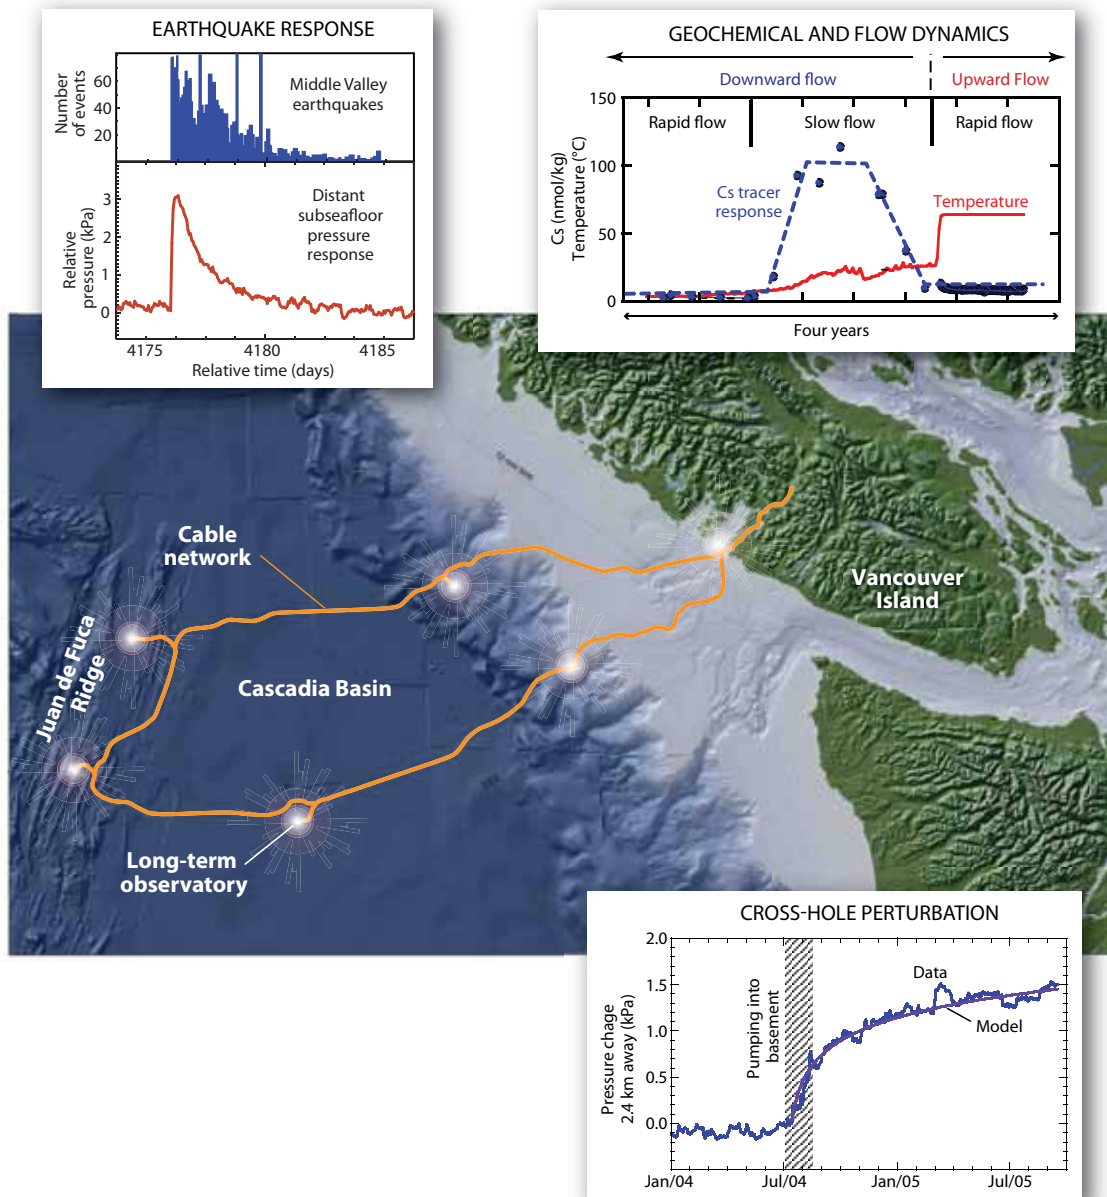 EARTHQUAKE RESPONSE
Number
of events
60
40
20
Middle Valley
earthquakes
Relative
pressure (kPa)
3
2
1
0
Distant
subseafloor
pressure
response
4175
4180
4185
Relative time (days)
GEOCHEMICAL AND FLOW DYNAMICS
Downward flow
Upward Flow
150
100
50
0
Cs (nmol/kg)
Temperature (°C)
Rapid flow
Slow flow
Rapid flow
Cs tracer
response
Temperature
Four years
Cable
network
Vancouver
Island
Juan de Fuca
Ridge
Cascadia Basin
Long-term
observatory
CROSS-HOLE PERTURBATION
Pressure chage
2.4 km away (kPa)
2.0
1.5
1.0
0.5
0.0
Pumping into
basement
Data
Model
Jan/04
Jul/04
Jan/05
Jul/05